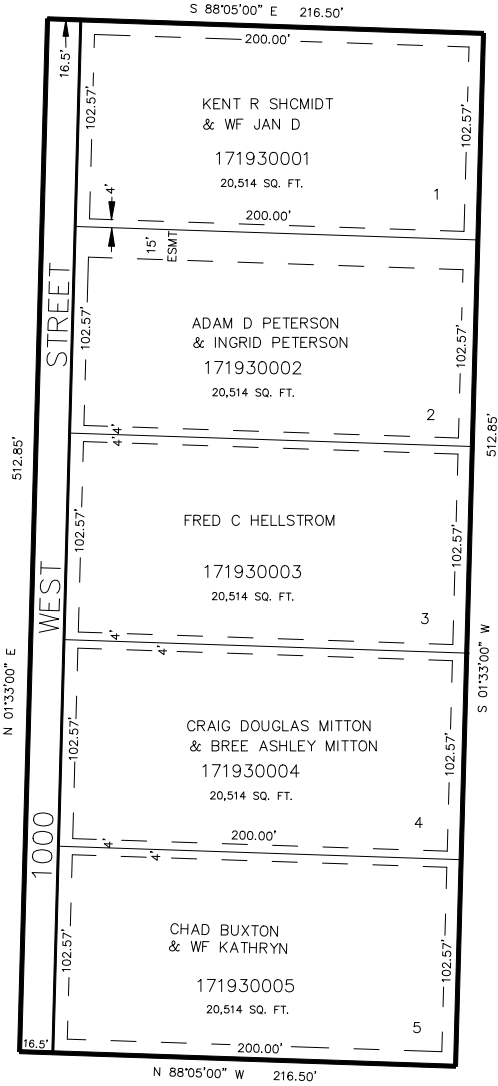 S 88°05'00" E 216.50'
16.5'
200.00'
102.57'
102.57'
KENT R SHCMIDT
& WF JAN D
171930001
20,514 SQ. FT.
1
4'
200.00'
15'
ESMT
STREET
102.57'
102.57'
ADAM D PETERSON
& INGRID PETERSON
171930002
20,514 SQ. FT.
2
4'
4'
512.85'
512.85'
102.57'
102.57'
FRED C HELLSTROM
171930003
20,514 SQ. FT.
3
WEST
4'
4'
N 01°33'00" E
S 01°33'00" W
102.57'
102.57'
CRAIG DOUGLAS MITTON
& BREE ASHLEY MITTON
171930004
20,514 SQ. FT.
4
200.00'
4'
4'
1000
102.57'
102.57'
CHAD BUXTON
& WF KATHRYN
171930005
20,514 SQ. FT.
5
16.5'
200.00'
N 88°05'00" W 216.50'